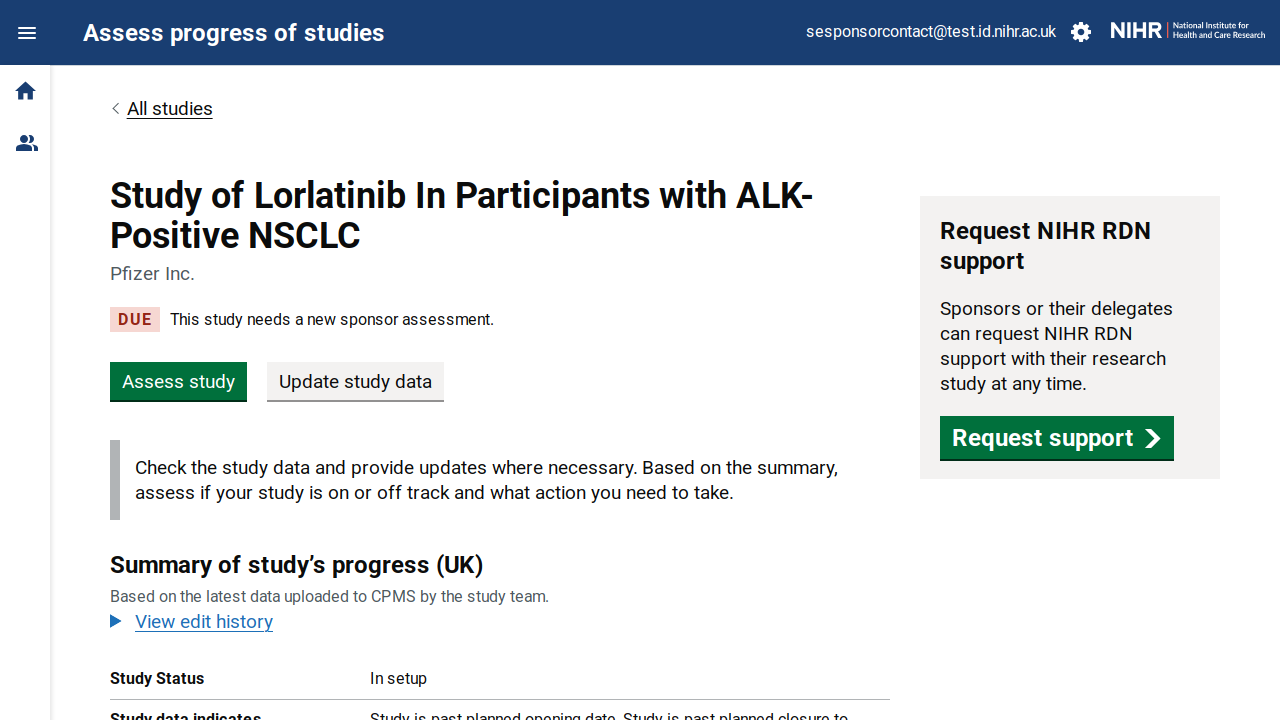 Assess progress of studies
sesponsorcontact@test.id.nihr.ac.uk
NIHR | National Institute for
Health and Care Research
All studies
Study of Lorlatinib In Participants with ALK-
Positive NSCLC
Pfizer Inc.
DUE This study needs a new sponsor assessment.
Assess study
Update study data
Check the study data and provide updates where necessary. Based on the summary,
assess if your study is on or off track and what action you need to take.
Summary of study’s progress (UK)
Based on the latest data uploaded to CPMS by the study team.
View edit history
Study Status In setup
Study data indicates Study is past planned opening date, Study is past planned closure to
Request NIHR RDN
support
Sponsors or their delegates
can request NIHR RDN
support with their research
study at any time.
Request support